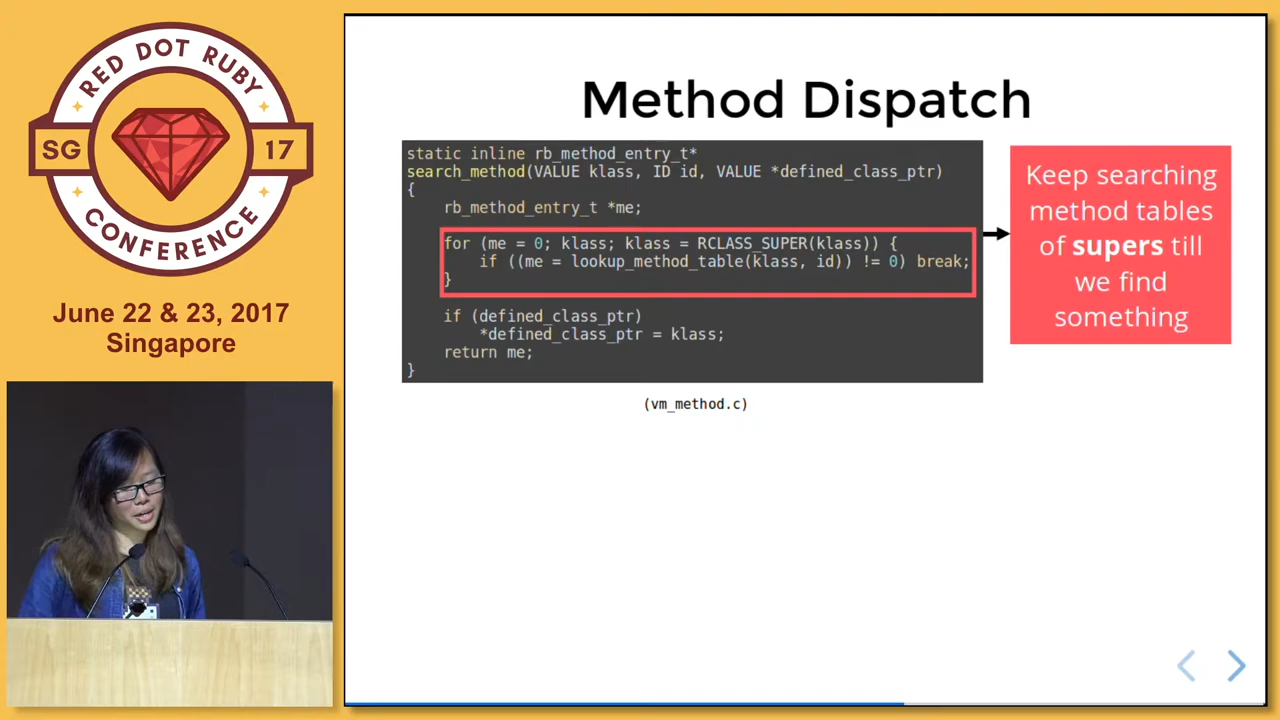 RED DOT RUBY
SG 17
CONFERENCE
June 22 & 23, 2017
Singapore
Method Dispatch
static inline rb_method_entry_t*
search_method(VALUE klass, ID id, VALUE *defined_class_ptr)
{
rb_method_entry_t *me;
for (me = 0; klass; klass = RCLASS_SUPER(klass)) {
if ((me = lookup_method_table(klass, id)) != 0) break;
}
if (defined_class_ptr)
*defined_class_ptr = klass;
return me;
}
(vm_method.c)
Keep searching
method tables
of supers till
we find
something